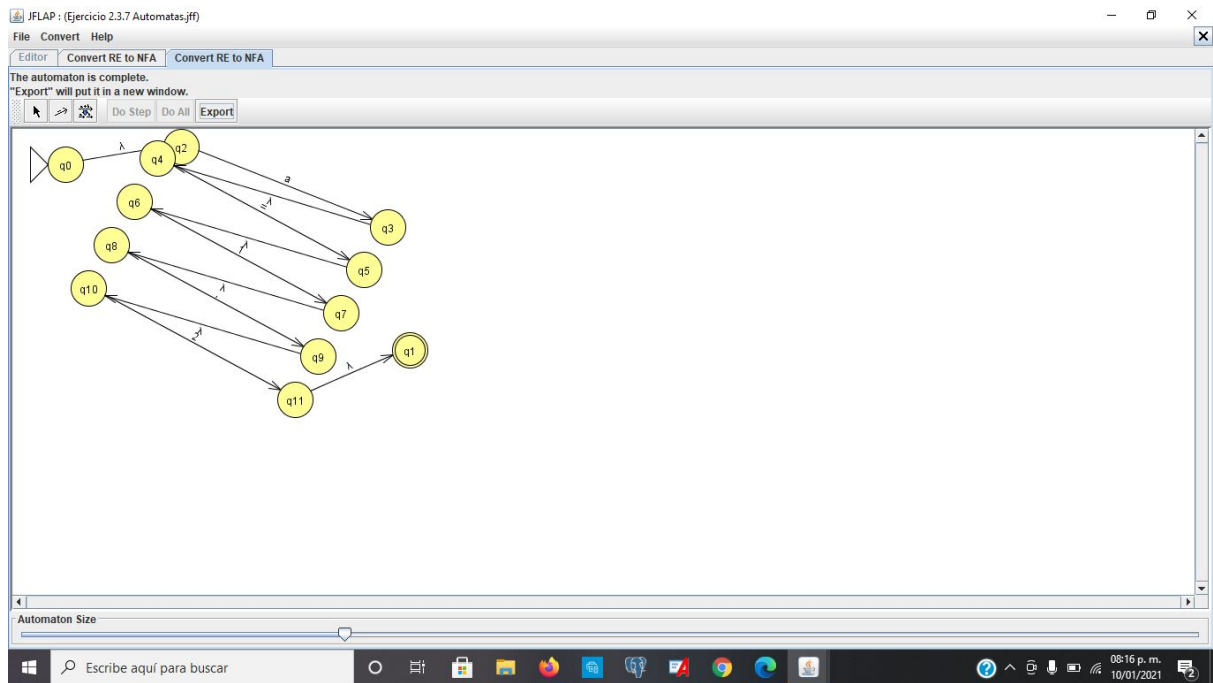 JFLAP : (Ejercicio 2.3.7 Automatas.jff)
File Convert Help
Editor Convert RE to NFA Convert RE to NFA
The automaton is complete.
"Export" will put it in a new window.
Do Step Do All Export
q0
λ
q4
q2
a
q6
=
λ
q3
q8
λ
q5
q10
λ
q7
λ
q9
λ
q1
q11
Automaton Size
Escribe aquí para buscar
08:16 p. m.
10/01/2021
2